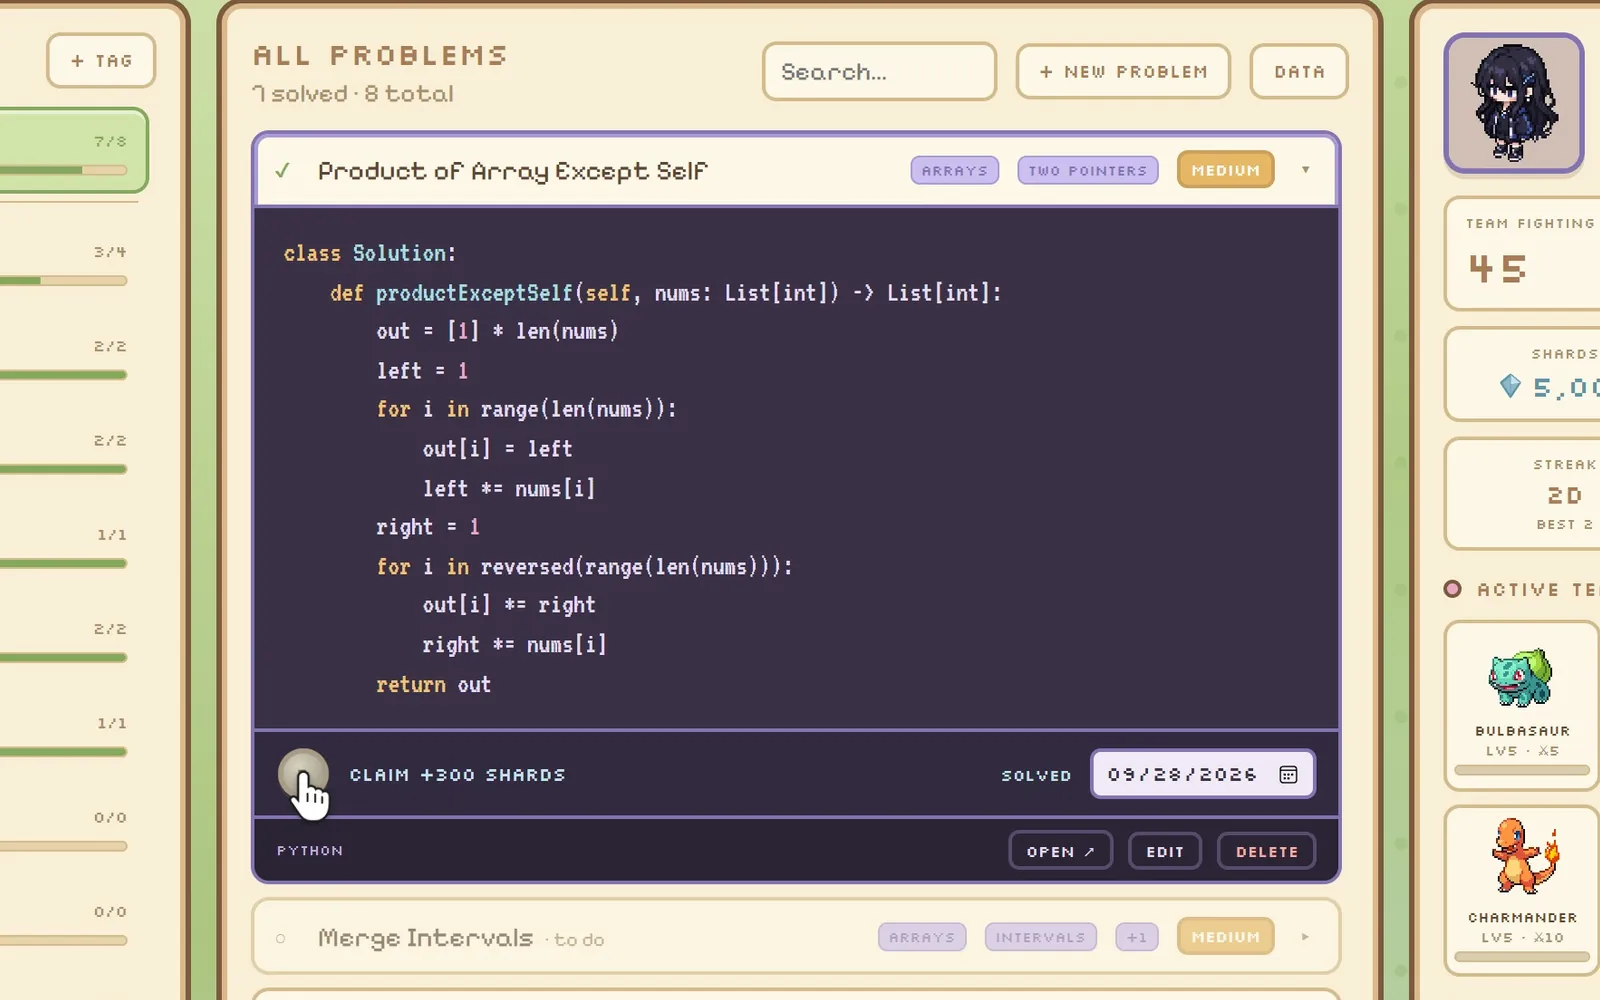 + TAG
7/8
3/4
2/2
2/2
1/1
2/2
1/1
0/0
0/0
ALL PROBLEMS
7 solved · 8 total
Search...
+ NEW PROBLEM
DATA
✓ Product of Array Except Self
ARRAYS
TWO POINTERS
MEDIUM
class Solution:
    def productExceptSelf(self, nums: List[int]) -> List[int]:
        out = [1] * len(nums)
        left = 1
        for i in range(len(nums)):
            out[i] = left
            left *= nums[i]
        right = 1
        for i in reversed(range(len(nums))):
            out[i] *= right
            right *= nums[i]
        return out
CLAIM +300 SHARDS
SOLVED
09/28/2026
PYTHON
OPEN ↗
EDIT
DELETE
Merge Intervals · to do
ARRAYS
INTERVALS
+1
MEDIUM
TEAM FIGHTING
45
SHARDS
STREAK
2D
BEST 2
ACTIVE
BULBASAUR
LV5 · X5
CHARMANDER
LV5 · X10